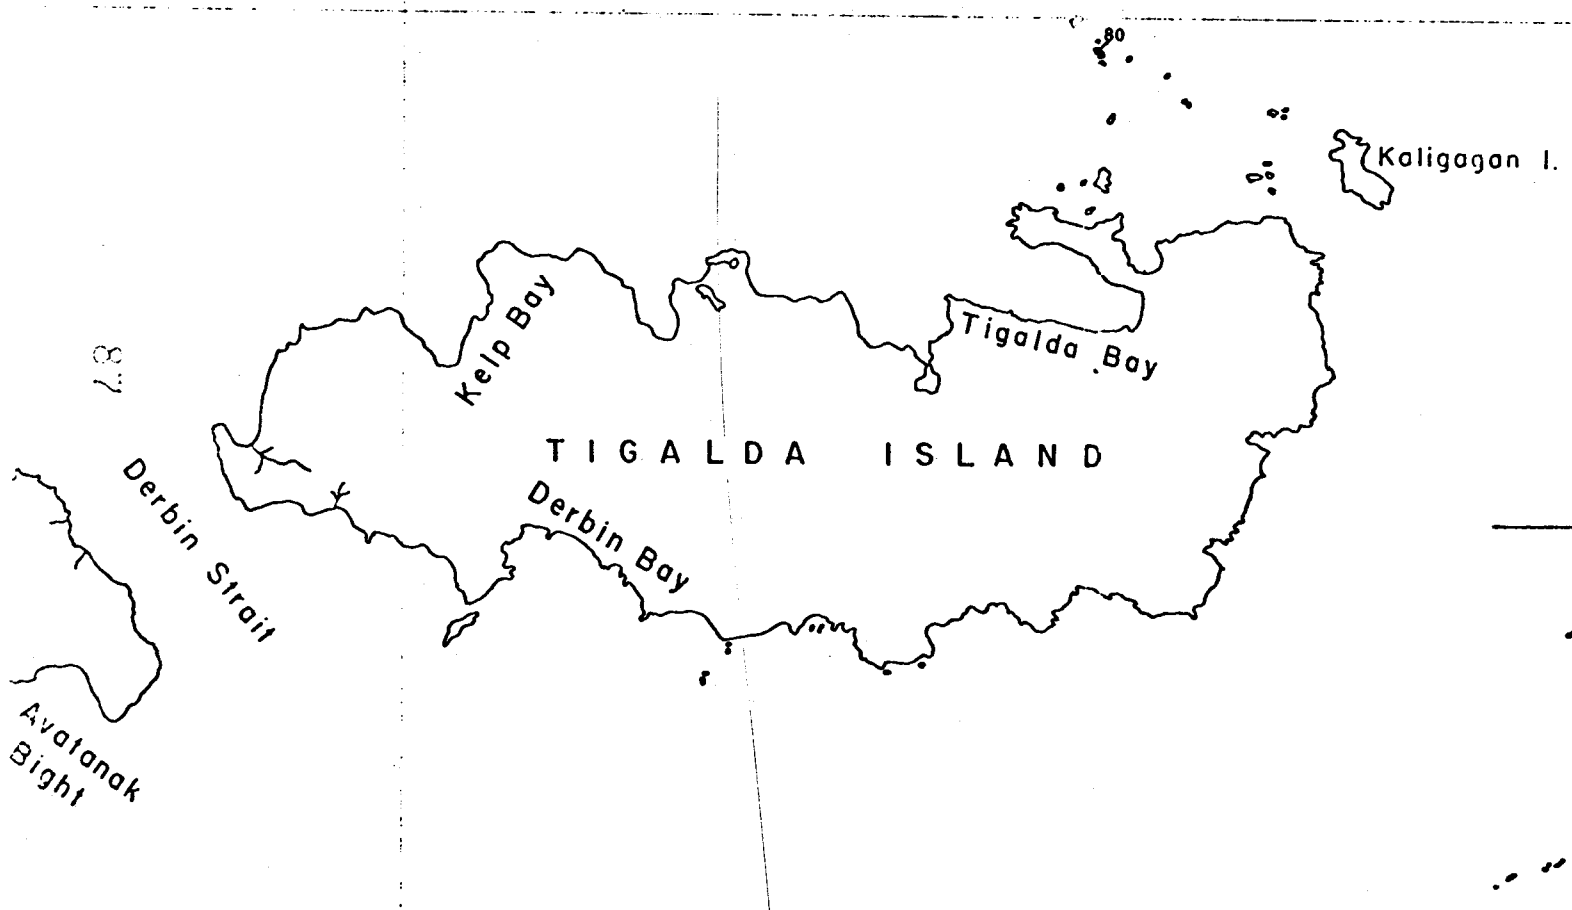 80
Kaligagan I.
Kelp Bay
Tigalda Bay
87
TIGALDA ISLAND
Derbin Strait
Derbin Bay
Avatanak
Bight